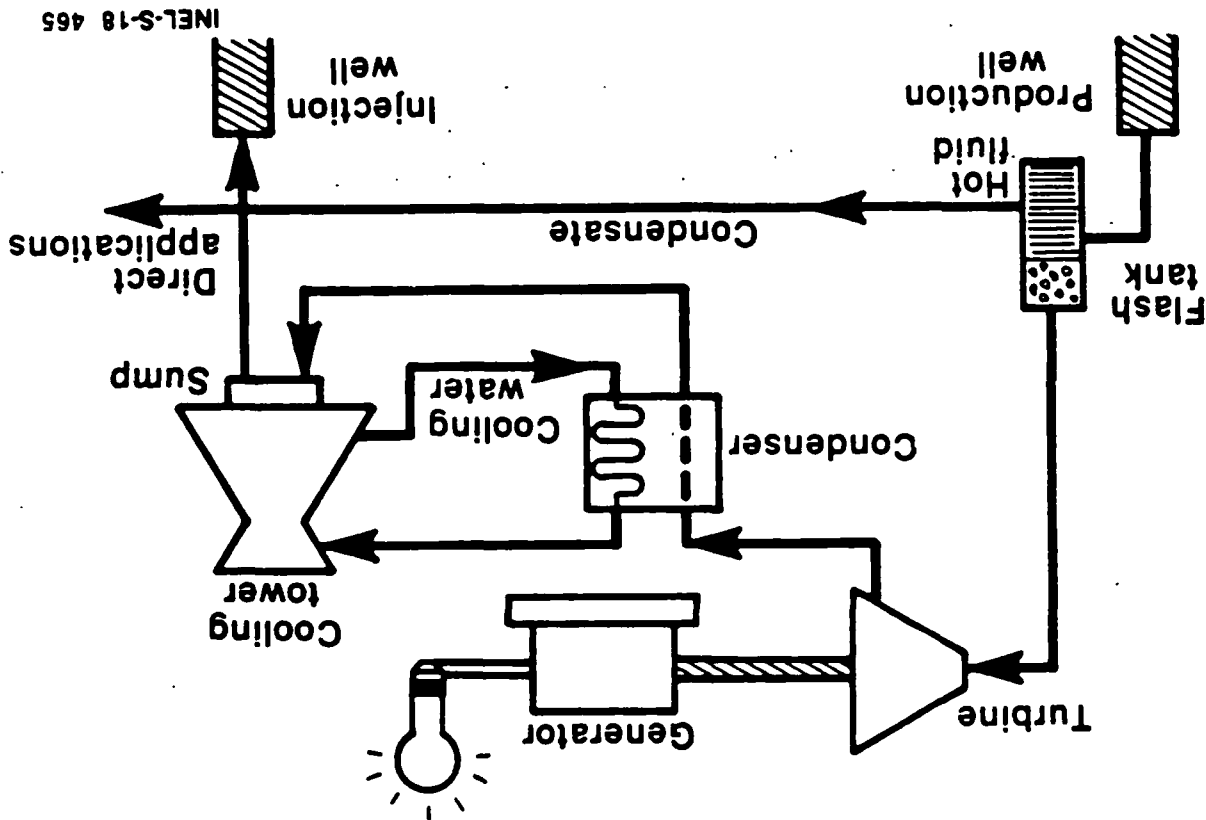 Turbine
Generator
Cooling
tower
Condenser
Cooling
water
Sump
Flash
tank
Condensate
Direct
applications
Hot
fluid
Production
well
Injection
well
INEL-S-18 465